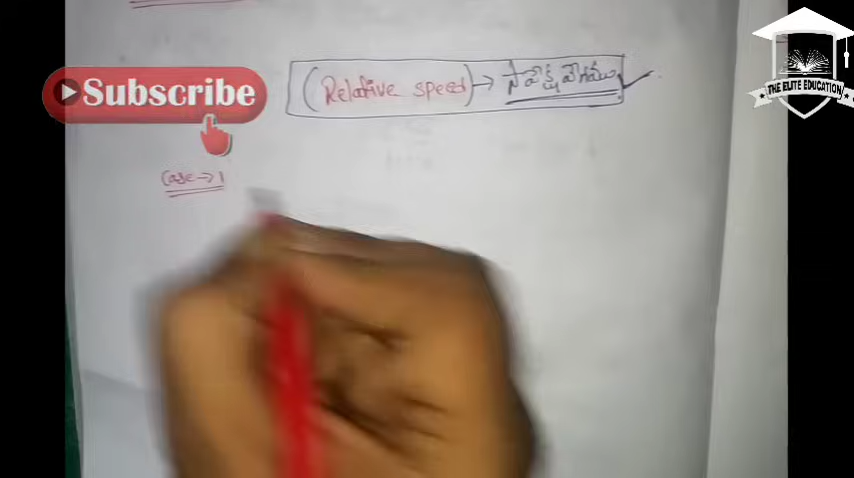 (Relative speed) → సాపేక్ష వేగము
Subscribe
THE ELITE EDUCATION
Case → 1